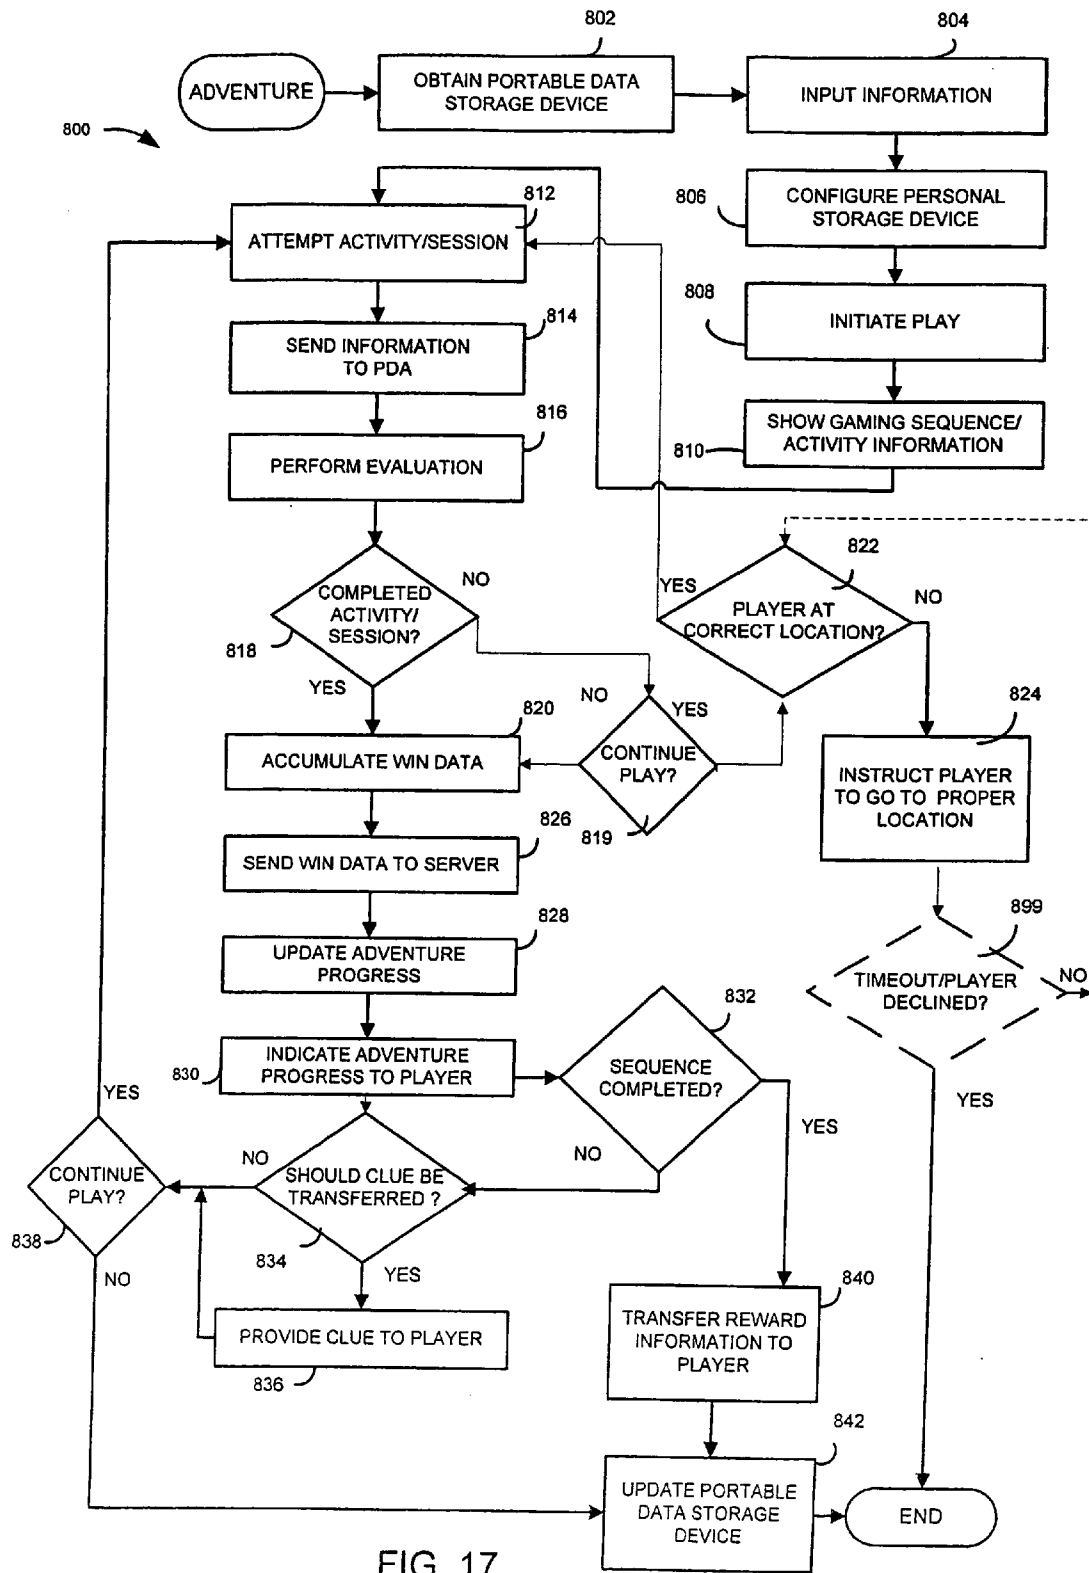 802
804
ADVENTURE
OBTAIN PORTABLE DATA
STORAGE DEVICE
INPUT INFORMATION
800
806
CONFIGURE PERSONAL
STORAGE DEVICE
812
ATTEMPT ACTIVITY/SESSION
808
INITIATE PLAY
814
SEND INFORMATION
TO PDA
810
SHOW GAMING SEQUENCE/
ACTIVITY INFORMATION
816
PERFORM EVALUATION
822
YES
PLAYER AT
CORRECT LOCATION?
NO
NO
COMPLETED
ACTIVITY/
SESSION?
818
YES
NO
YES
CONTINUE
PLAY?
819
820
ACCUMULATE WIN DATA
824
INSTRUCT PLAYER
TO GO TO PROPER
LOCATION
826
SEND WIN DATA TO SERVER
828
UPDATE ADVENTURE
PROGRESS
899
TIMEOUT/PLAYER
DECLINED?
NO
YES
832
SEQUENCE
COMPLETED?
YES
NO
830
INDICATE ADVENTURE
PROGRESS TO PLAYER
YES
CONTINUE
PLAY?
838
NO
NO
SHOULD CLUE BE
TRANSFERRED ?
834
YES
PROVIDE CLUE TO PLAYER
836
840
TRANSFER REWARD
INFORMATION TO
PLAYER
842
UPDATE PORTABLE
DATA STORAGE
DEVICE
END
FIG. 17